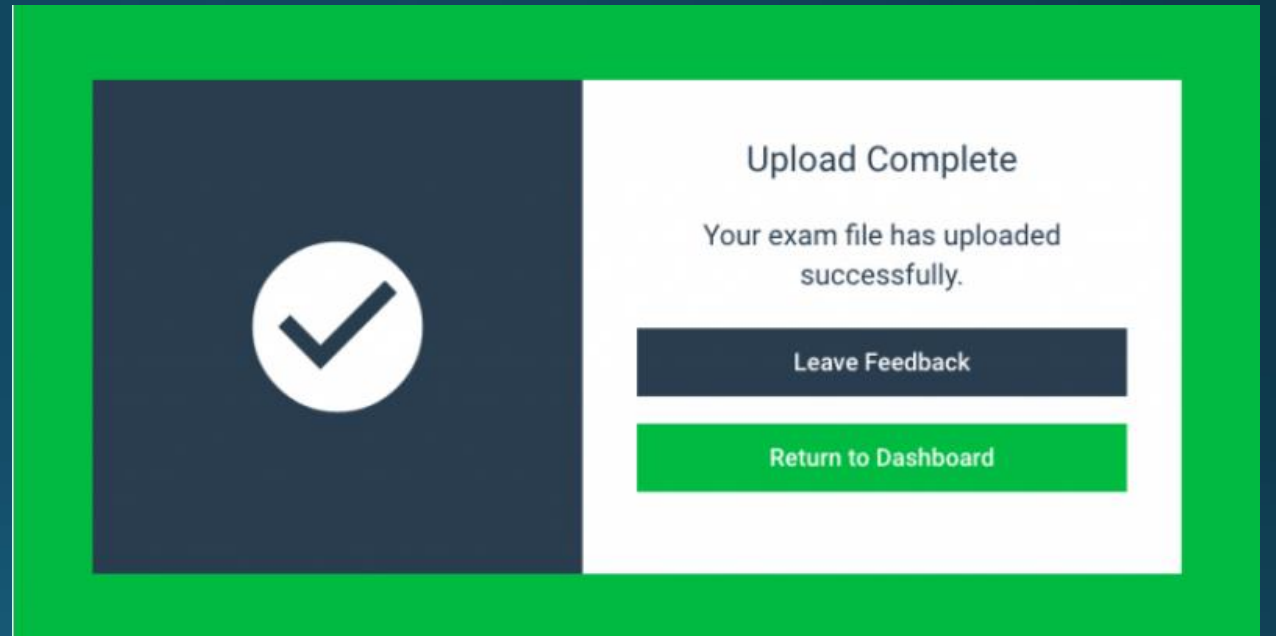 Upload Complete
Your exam file has uploaded
successfully.
Leave Feedback
Return to Dashboard